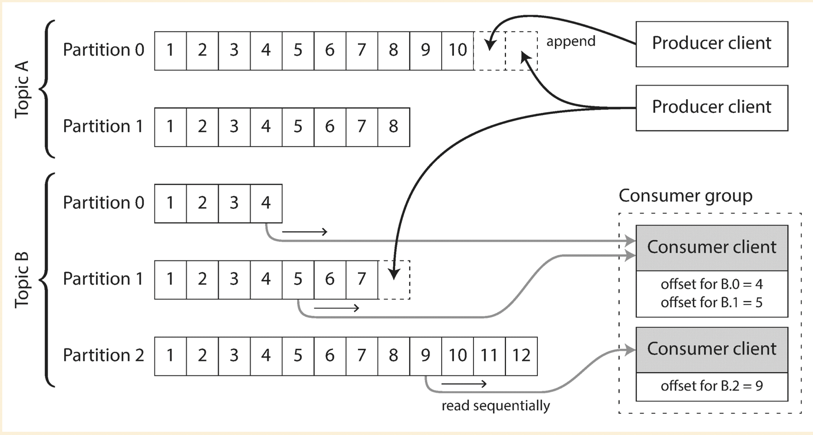 Topic A
Partition 0
1 2 3 4 5 6 7 8 9 10
append
Producer client
Producer client
Partition 1
1 2 3 4 5 6 7 8
Topic B
Partition 0
1 2 3 4
Partition 1
1 2 3 4 5 6 7
Partition 2
1 2 3 4 5 6 7 8 9 10 11 12
read sequentially
Consumer group
Consumer client
offset for B.0 = 4
offset for B.1 = 5
Consumer client
offset for B.2 = 9